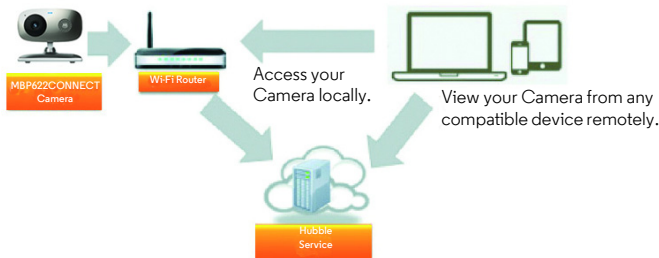 MBP622CONNECT
Camera
Wi-Fi Router
Access your
Camera locally.
View your Camera from any
compatible device remotely.
Hubble
Service